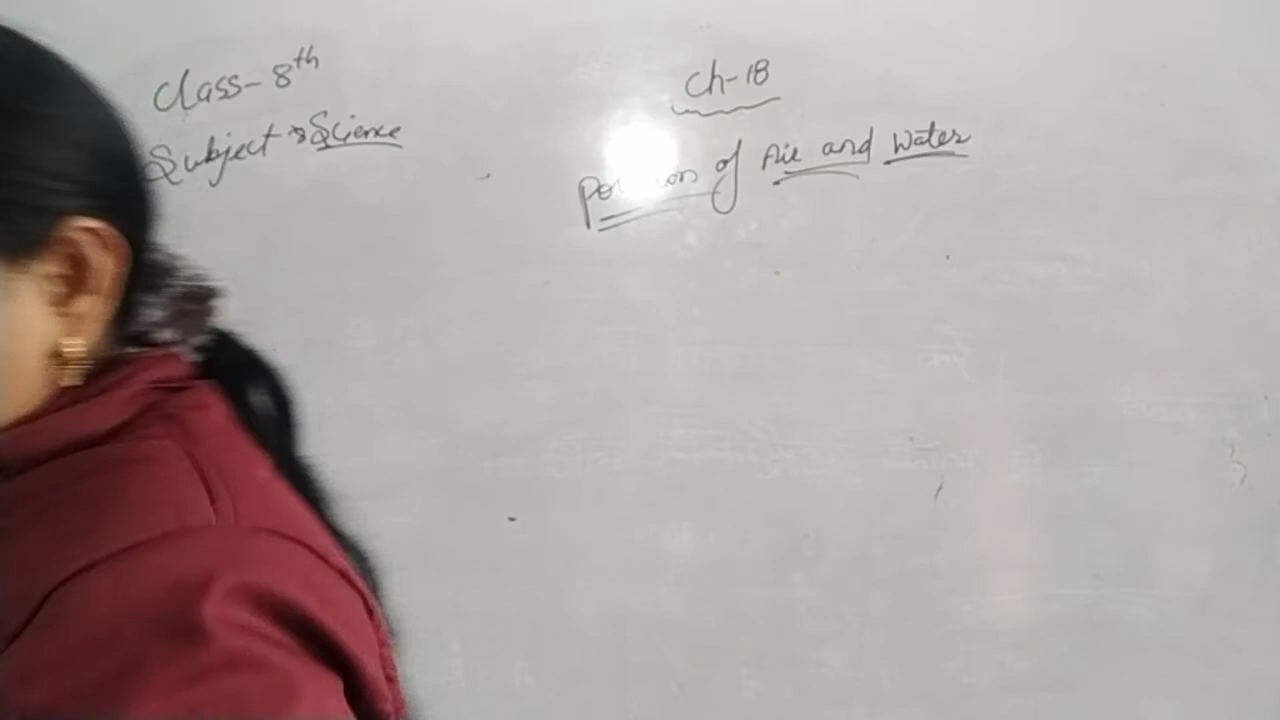 Class-8th
Subject → Science
Ch-18
of Air and Water